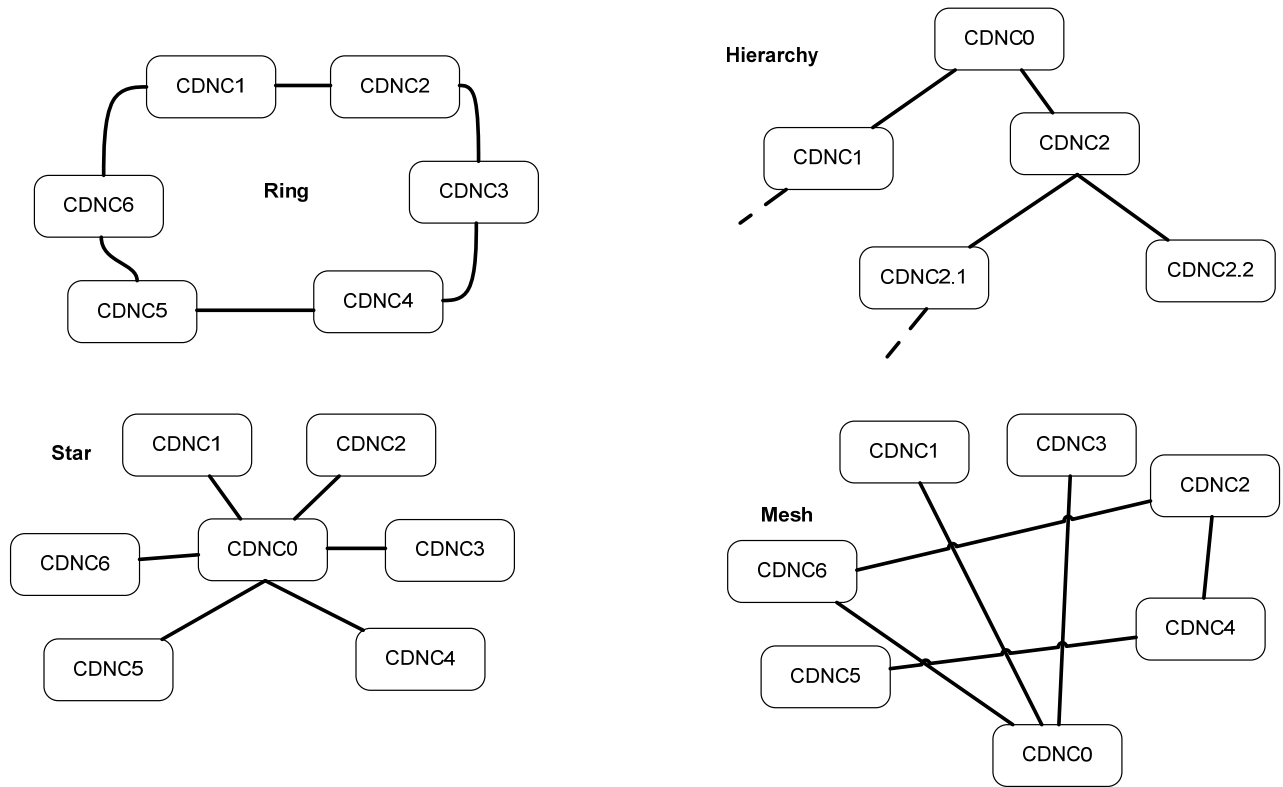 CDNC1
CDNC2
CDNC3
CDNC4
CDNC5
CDNC6
Ring
Hierarchy
CDNC0
CDNC1
CDNC2
CDNC2.1
CDNC2.2
Star
CDNC1
CDNC2
CDNC6
CDNC0
CDNC3
CDNC5
CDNC4
Mesh
CDNC1
CDNC3
CDNC2
CDNC6
CDNC4
CDNC5
CDNC0